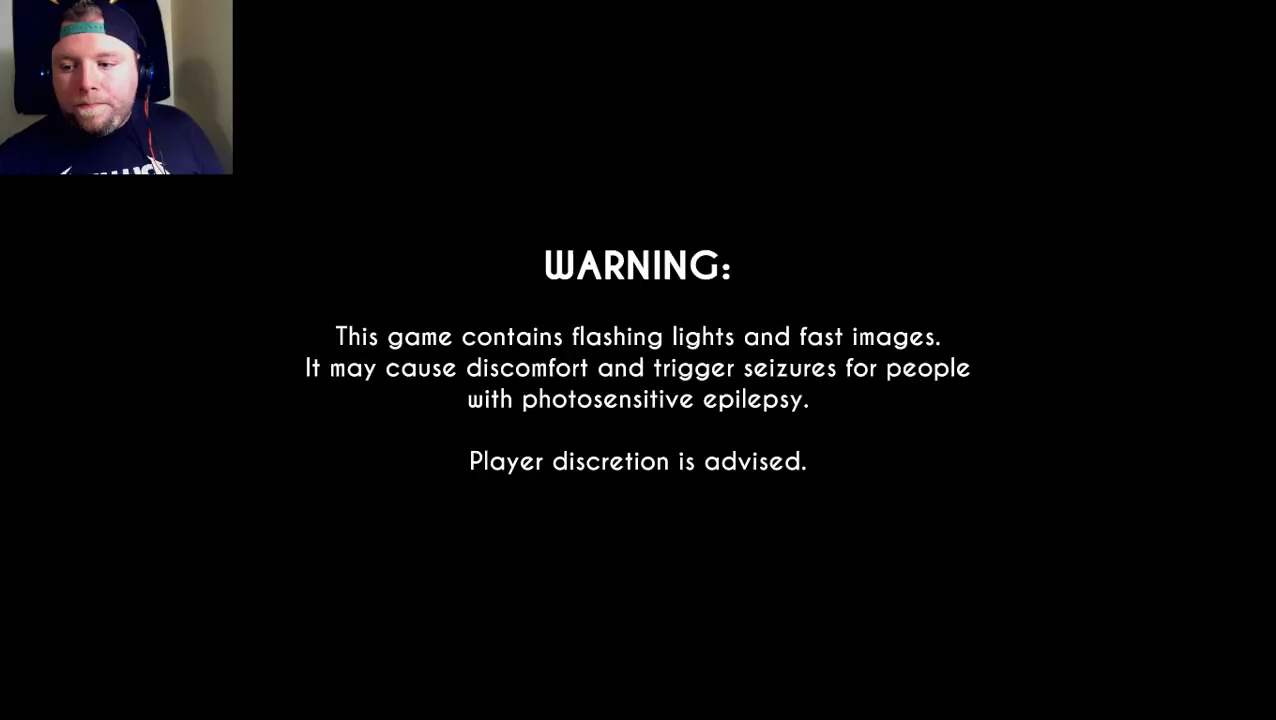 WARNING:
This game contains flashing lights and fast images.
It may cause discomfort and trigger seizures for people
with photosensitive epilepsy.
Player discretion is advised.